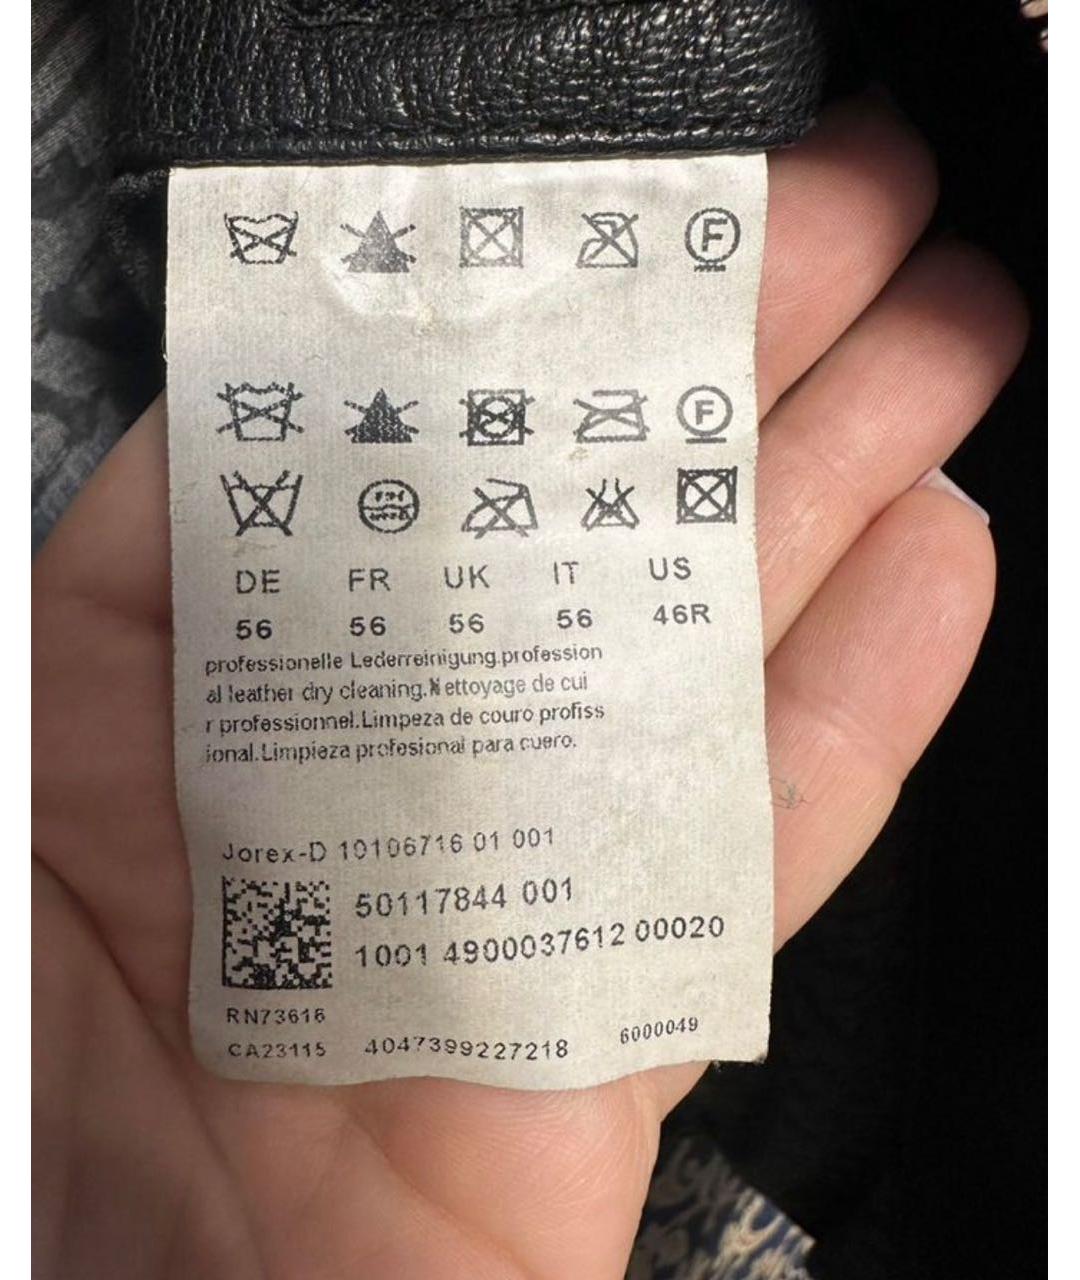 F
F
DE FR UK IT US
56 56 56 56 46R
professionelle Lederreinigung.profession
al leather dry cleaning.Nettoyage de cui
r professionnel.Limpeza de couro profiss
ional.Limpieza profesional para cuero.
Jorex-D 10106716 01 001
50117844 001
1001 4900037612 00020
RN73616
CA23115 4047399227218 6000049